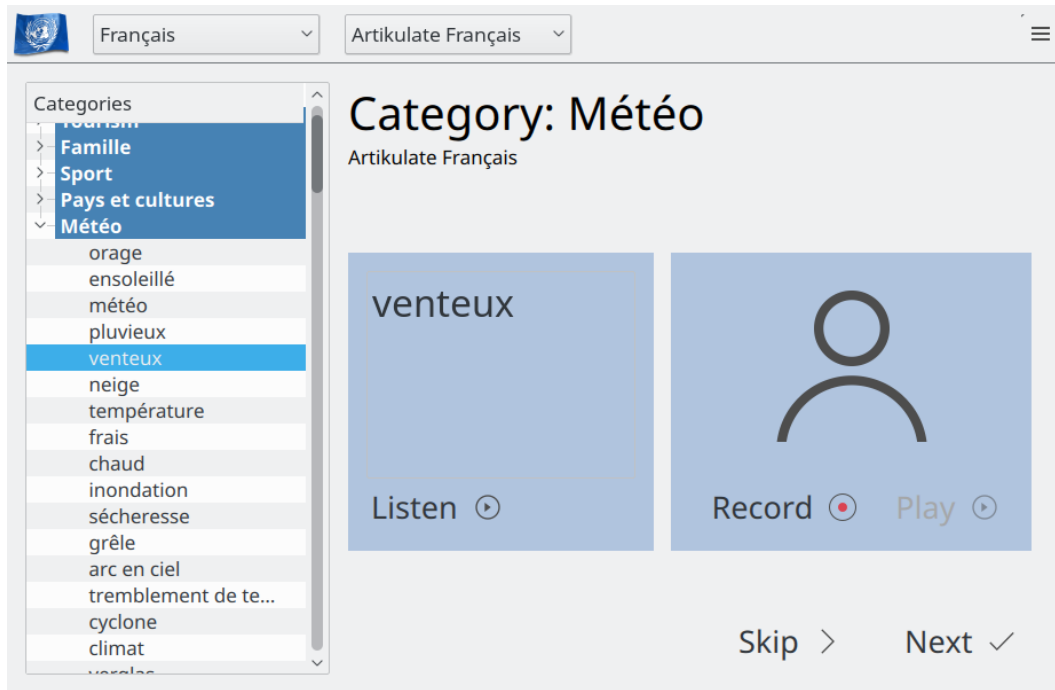 Français
Artikulate Français
Categories
Tourism
Famille
Sport
Pays et cultures
Météo
orage
ensoleillé
météo
pluvieux
venteux
neige
température
frais
chaud
inondation
sécheresse
grêle
arc en ciel
tremblement de te...
cyclone
climat
verglas
Category: Météo
Artikulate Français
venteux
Listen
Record
Play
Skip
Next